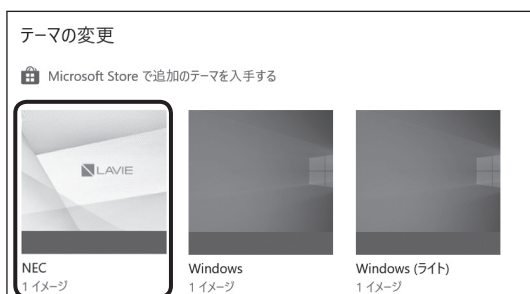 テーマの変更
Microsoft Store で追加のテーマを入手する
LAVIE
NEC
1 イメージ
Windows
1 イメージ
Windows (ライト)
1 イメージ